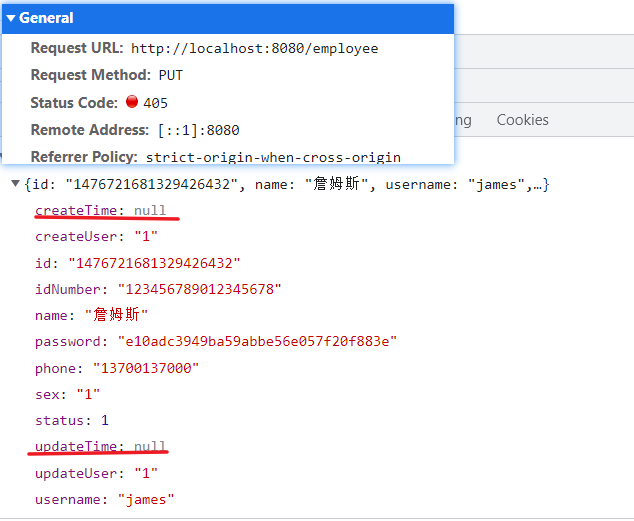 General
Request URL: http://localhost:8080/employee
Request Method: PUT
Status Code: 405
Remote Address: [::1]:8080
Referrer Policy: strict-origin-when-cross-origin
ng Cookies
{id: "1476721681329426432", name: "詹姆斯", username: "james",…}
createTime: null
createUser: "1"
id: "1476721681329426432"
idNumber: "123456789012345678"
name: "詹姆斯"
password: "e10adc3949ba59abbe56e057f20f883e"
phone: "13700137000"
sex: "1"
status: 1
updateTime: null
updateUser: "1"
username: "james"